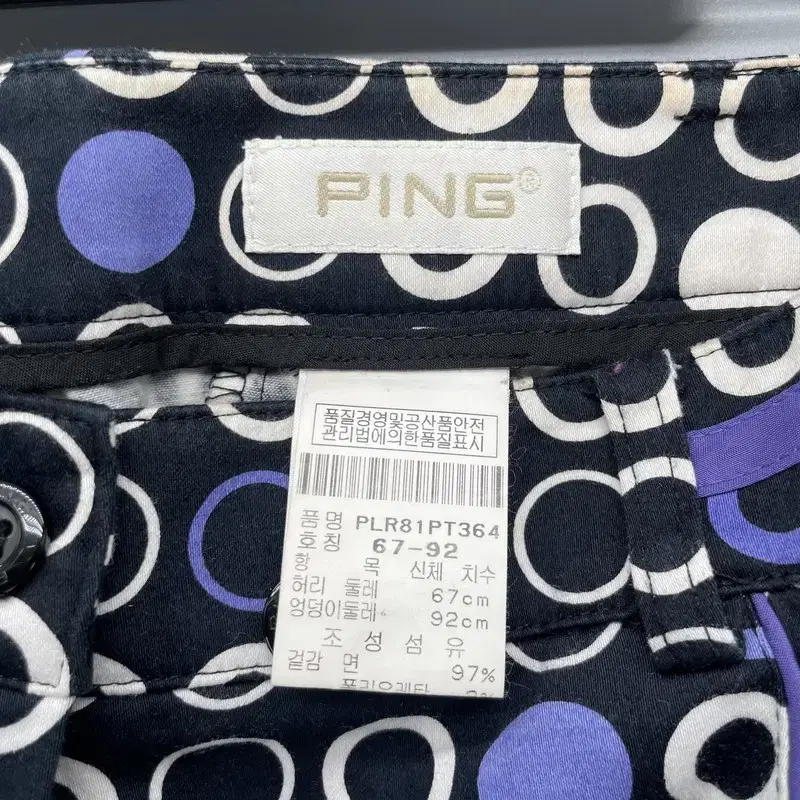 PING®
품질경영및공산품안전
관리법에의한품질표시
품명 PLR81PT364
호칭 67-92
항 목 신체 치수
허리 둘레 67cm
엉덩이둘레 92cm
조 성 섬 유
겉감 면 97%